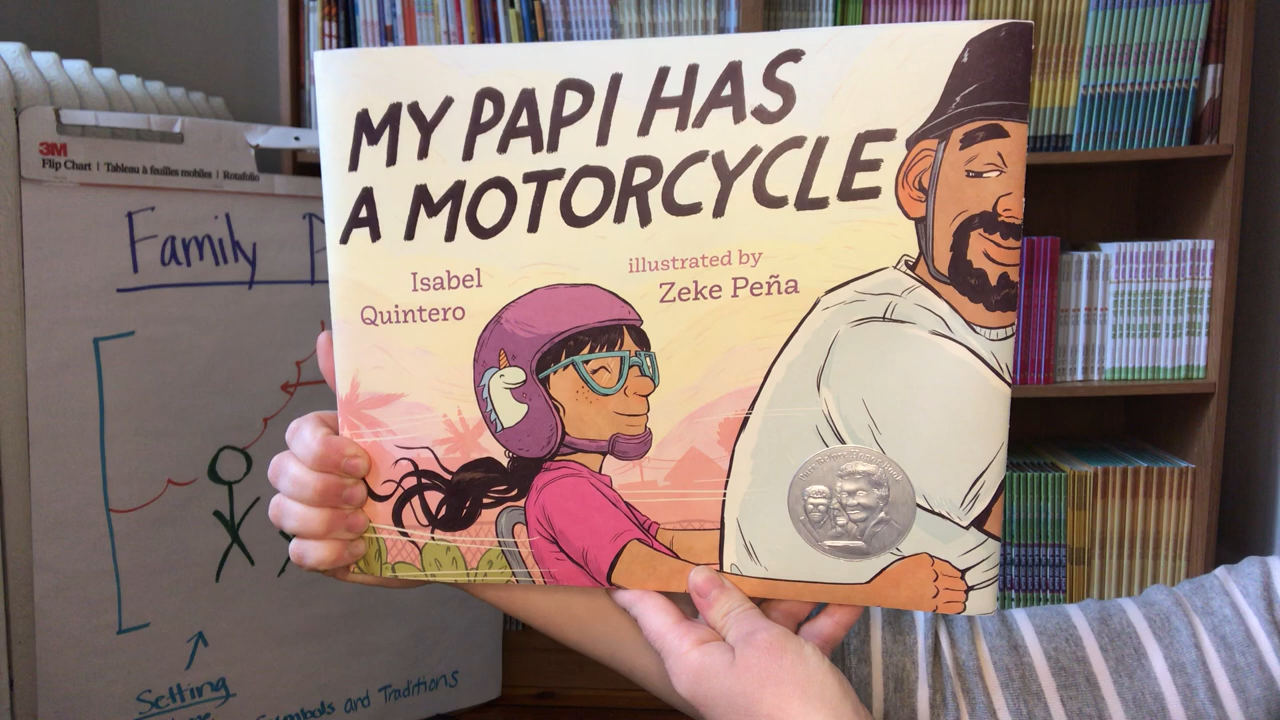 MY PAPI HAS
A MOTORCYCLE
Isabel
Quintero
illustrated by
Zeke Peña
3M
Flip Chart | Tableau à feuilles mobiles | Rotafolio
Family
Setting
Symbols and Traditions